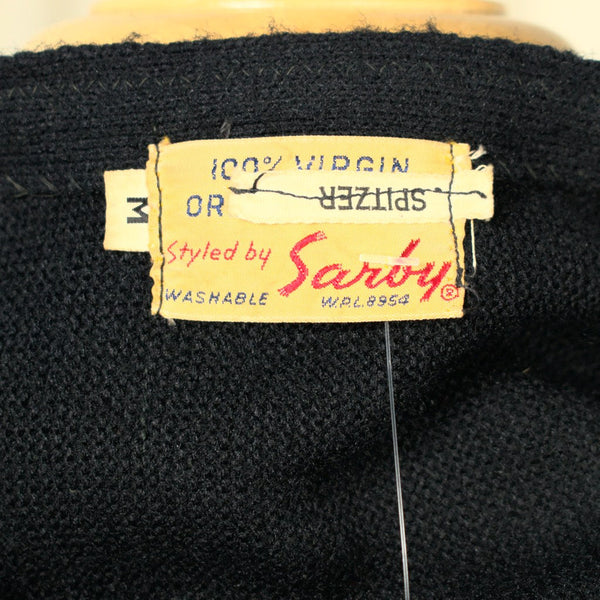 100% VIRGIN
OR
SPITZER
M
Styled by Sarby ®
WASHABLE W.P.L.8954